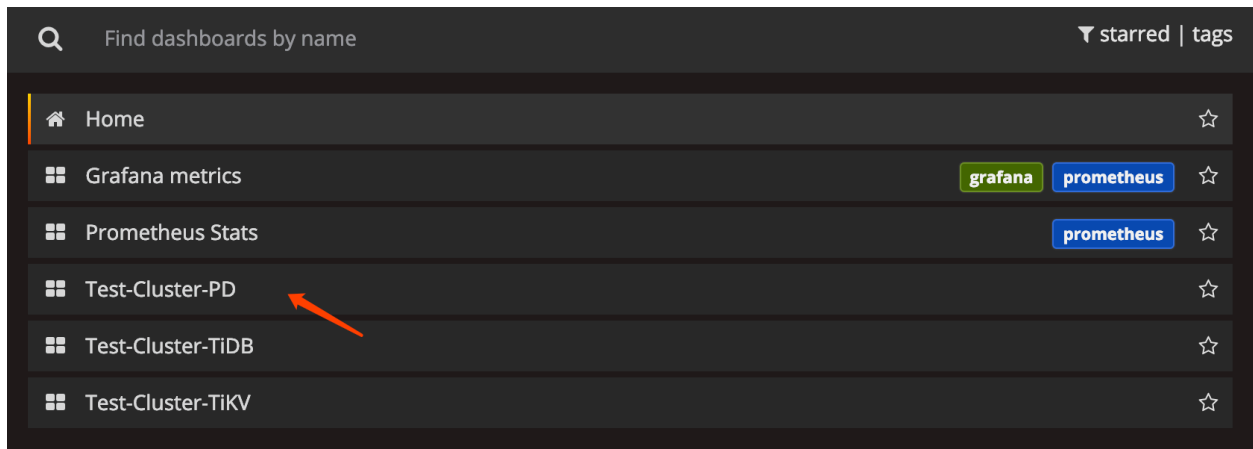 Find dashboards by name
starred | tags
Home
Grafana metrics grafana prometheus
Prometheus Stats prometheus
Test-Cluster-PD
Test-Cluster-TiDB
Test-Cluster-TiKV